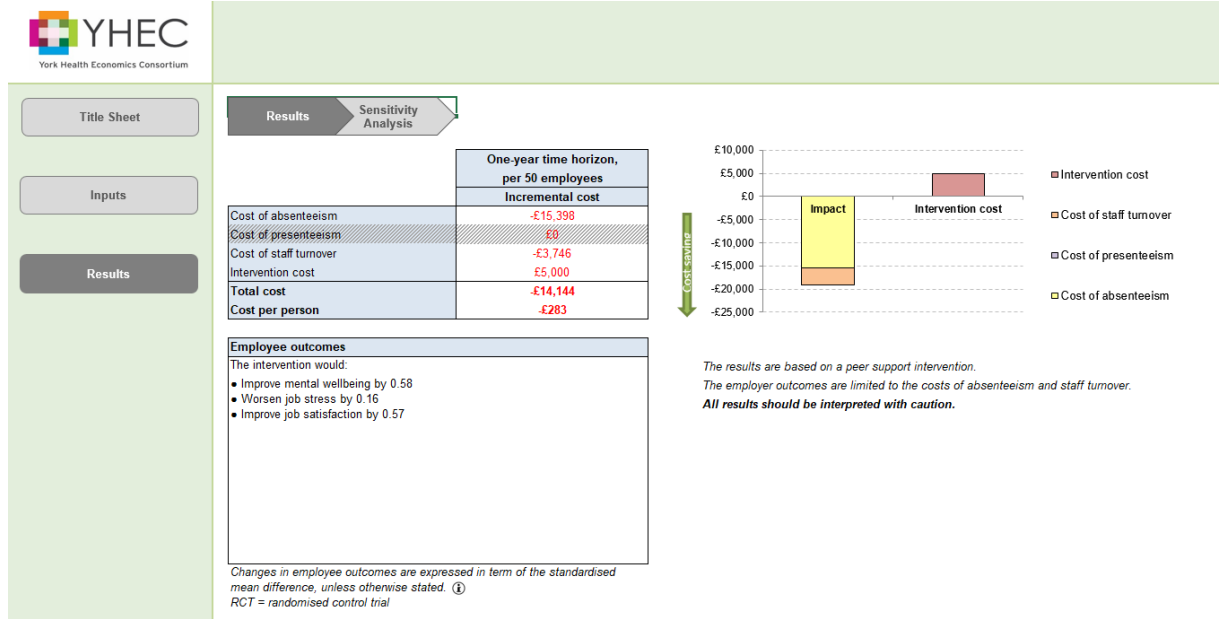 YHEC
York Health Economics Consortium
Title Sheet
Inputs
Results
Results
Sensitivity
Analysis
One-year time horizon,
per 50 employees
Incremental cost
Cost of absenteeism -£15,398
Cost of presenteeism £0
Cost of staff turnover -£3,746
Intervention cost £5,000
Total cost -£14,144
Cost per person -£283
Employee outcomes
The intervention would:
● Improve mental wellbeing by 0.58
● Worsen job stress by 0.16
● Improve job satisfaction by 0.57
Changes in employee outcomes are expressed in term of the standardised
mean difference, unless otherwise stated. i
RCT = randomised control trial
£10,000
£5,000
£0
-£5,000
-£10,000
-£15,000
-£20,000
-£25,000
Cost saving
Impact
Intervention cost
Intervention cost
Cost of staff turnover
Cost of presenteeism
Cost of absenteeism
The results are based on a peer support intervention.
The employer outcomes are limited to the costs of absenteeism and staff turnover.
All results should be interpreted with caution.